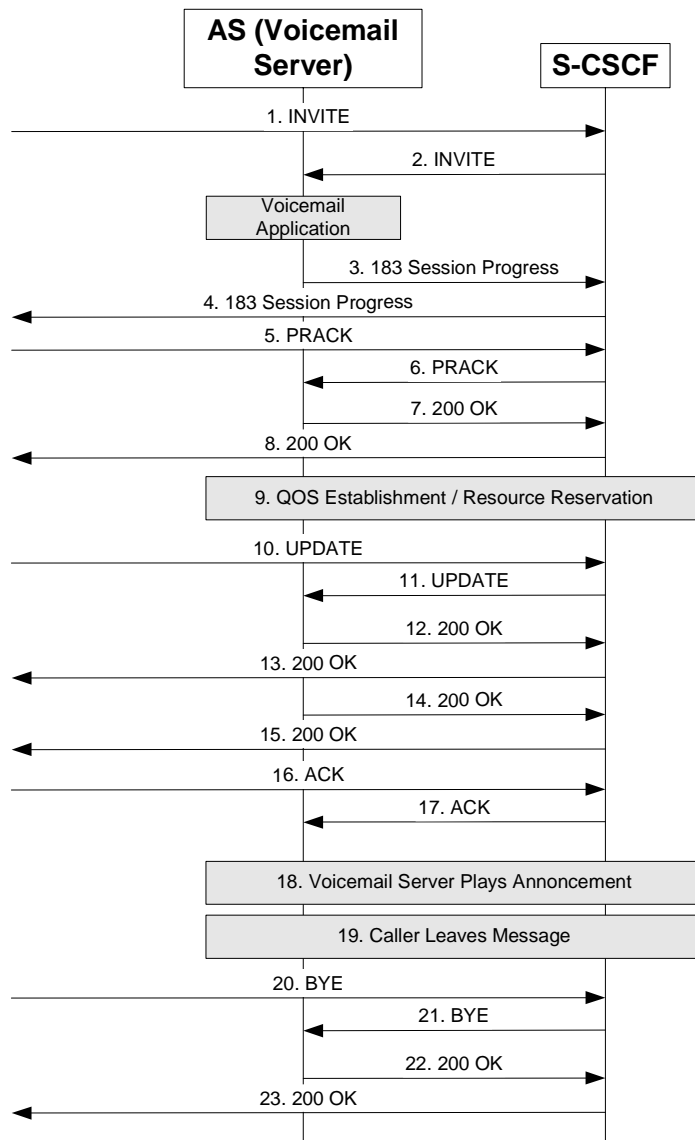 AS (Voicemail
Server)
S-CSCF
1. INVITE
2. INVITE
Voicemail
Application
3. 183 Session Progress
4. 183 Session Progress
5. PRACK
6. PRACK
7. 200 OK
8. 200 OK
9. QOS Establishment / Resource Reservation
10. UPDATE
11. UPDATE
12. 200 OK
13. 200 OK
14. 200 OK
15. 200 OK
16. ACK
17. ACK
18. Voicemail Server Plays Annoncement
19. Caller Leaves Message
20. BYE
21. BYE
22. 200 OK
23. 200 OK